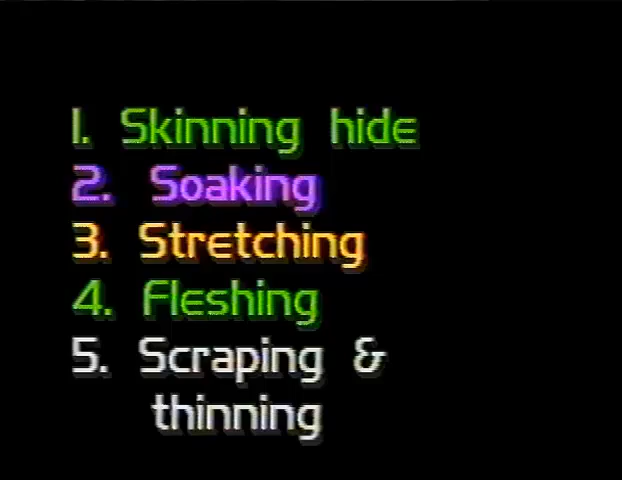 1. Skinning hide
2. Soaking
3. Stretching
4. Fleshing
5. Scraping &
thinning